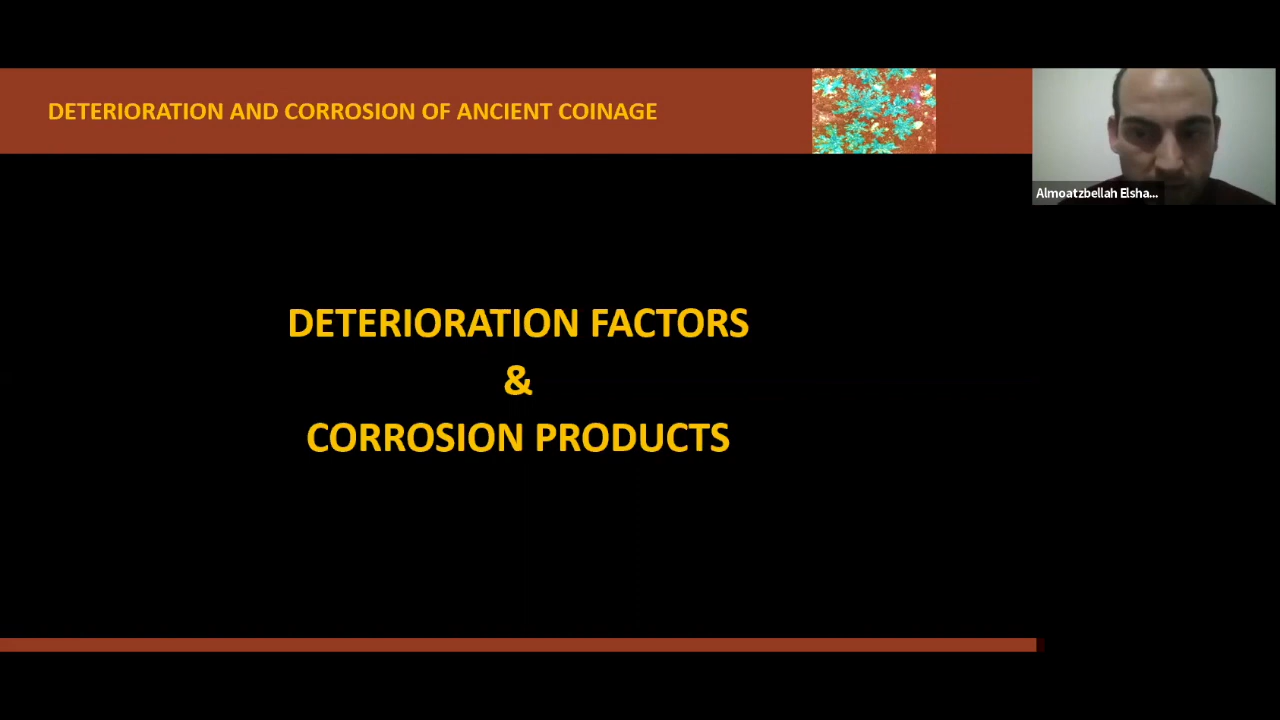 DETERIORATION AND CORROSION OF ANCIENT COINAGE
Almoatzbellah Elsha...
DETERIORATION FACTORS
&
CORROSION PRODUCTS